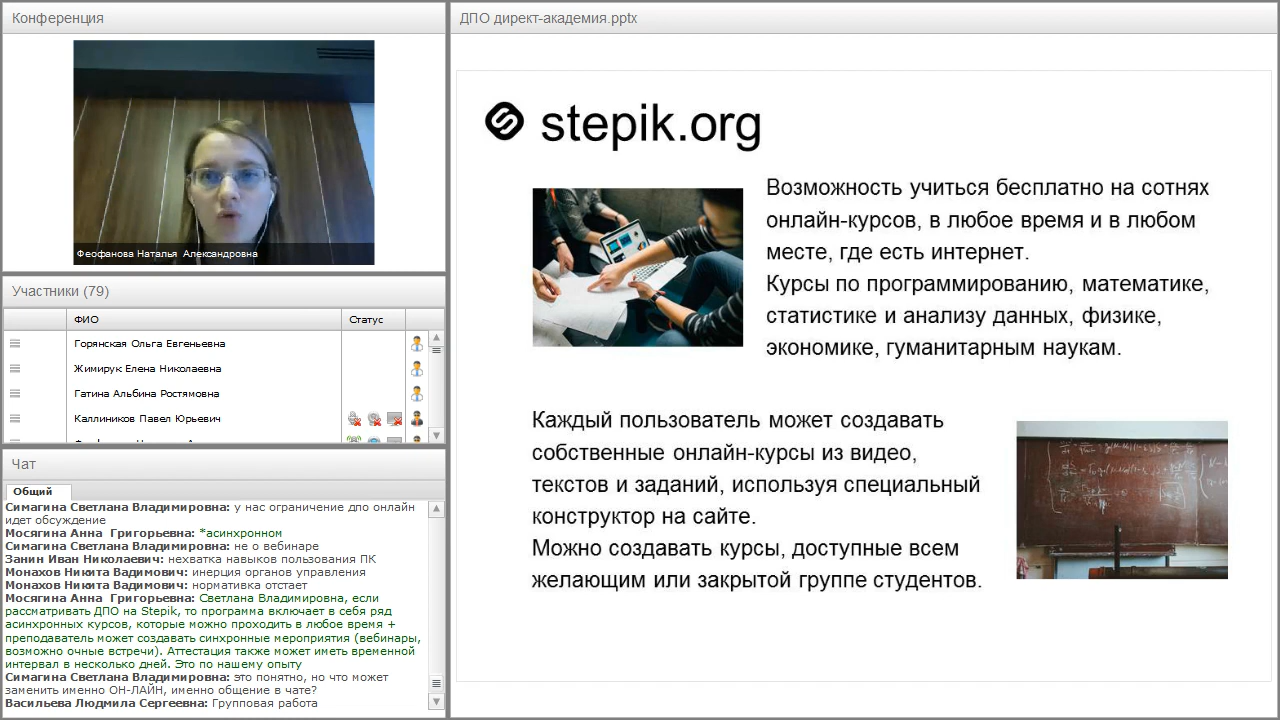 Конференция
Феофанова Наталья Александровна
Участники (79)
ФИО
Статус
Горянская Ольга Евгеньевна
Жимирук Елена Николаевна
Гатина Альбина Ростямовна
Каллиников Павел Юрьевич
Чат
Общий
Симагина Светлана Владимировна: у нас ограничение дпо онлайн
идет обсуждение
Мосягина Анна Григорьевна: *асинхронном
Симагина Светлана Владимировна: не о вебинаре
Занин Иван Николаевич: нехватка навыков пользования ПК
Монахов Никита Вадимович: инерция органов управления
Монахов Никита Вадимович: нормативка отстает
Мосягина Анна Григорьевна: Светлана Владимировна, если
рассматривать ДПО на Stepik, то программа включает в себя ряд
асинхронных курсов, которые можно проходить в любое время +
преподаватель может создавать синхронные мероприятия (вебинары,
возможно очные встречи). Аттестация также может иметь временной
интервал в несколько дней. Это по нашему опыту
Симагина Светлана Владимировна: это понятно, но что может
заменить именно ОН-ЛАЙН, именно общение в чате?
Васильева Людмила Сергеевна: Групповая работа
ДПО директ-академия.pptx
stepik.org
Возможность учиться бесплатно на сотнях
онлайн-курсов, в любое время и в любом
месте, где есть интернет.
Курсы по программированию, математике,
статистике и анализу данных, физике,
экономике, гуманитарным наукам.
Каждый пользователь может создавать
собственные онлайн-курсы из видео,
текстов и заданий, используя специальный
конструктор на сайте.
Можно создавать курсы, доступные всем
желающим или закрытой группе студентов.